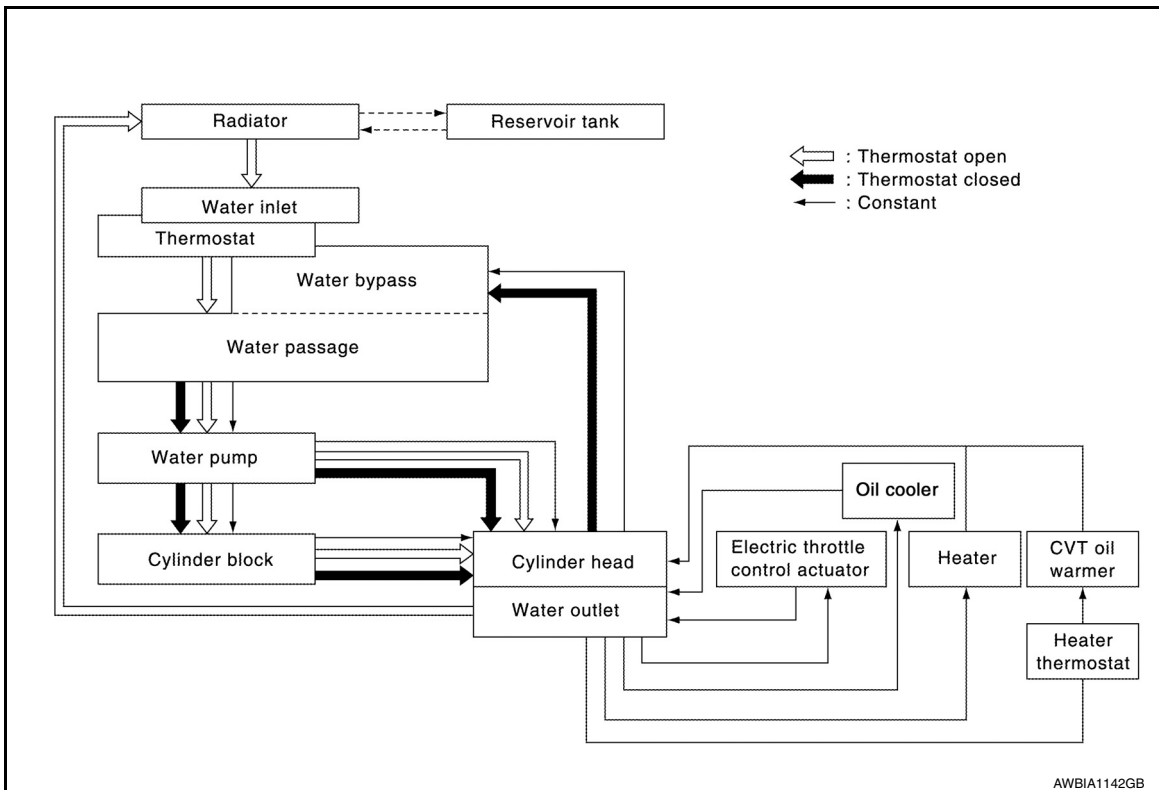 Radiator
Reservoir tank
: Thermostat open
: Thermostat closed
: Constant
Water inlet
Thermostat
Water bypass
Water passage
Water pump
Oil cooler
Cylinder block
Cylinder head
Electric throttle
control actuator
Heater
CVT oil
warmer
Water outlet
Heater
thermostat
AWBIA1142GB